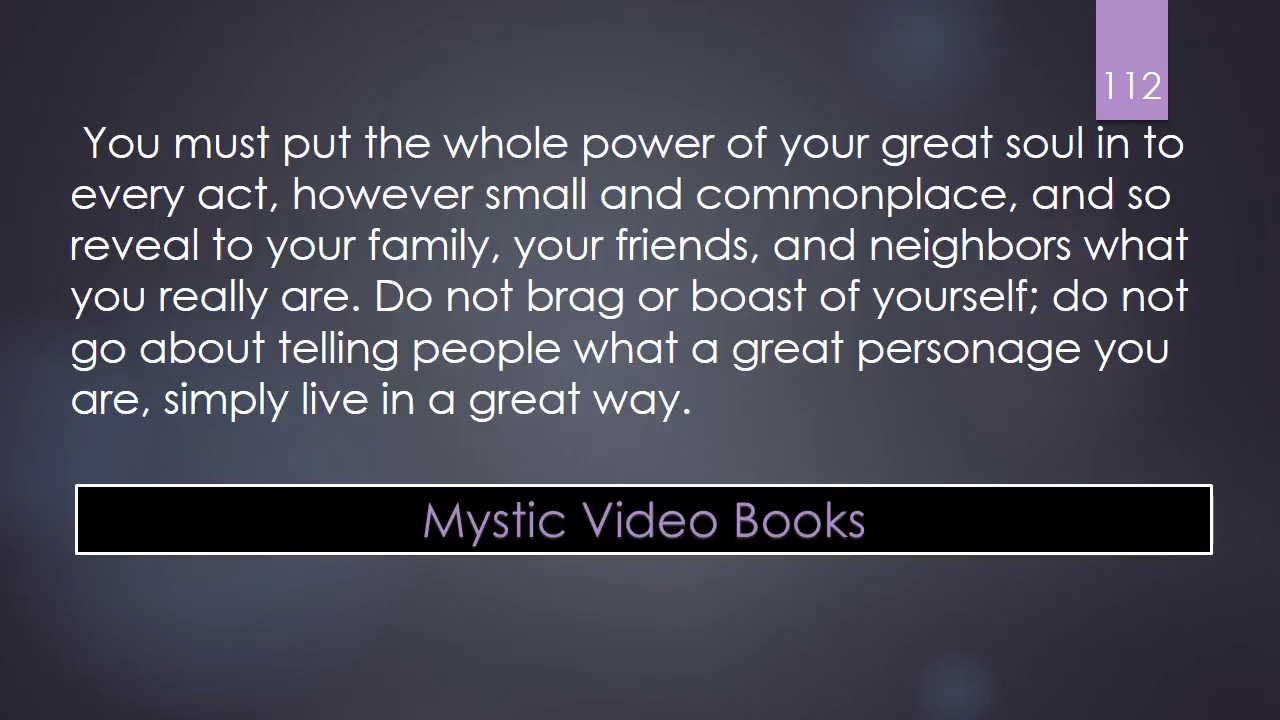 112
You must put the whole power of your great soul in to
every act, however small and commonplace, and so
reveal to your family, your friends, and neighbors what
you really are. Do not brag or boast of yourself; do not
go about telling people what a great personage you
are, simply live in a great way.
Mystic Video Books